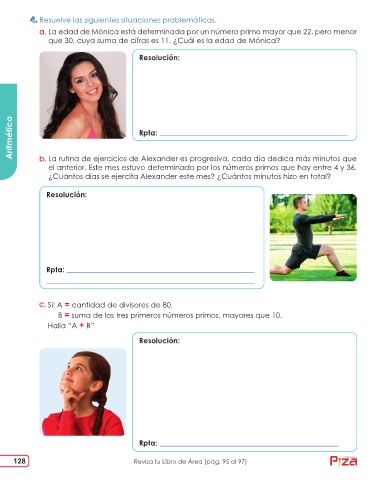 4. Resuelve las siguientes situaciones problemáticas.
a. La edad de Mónica está determinada por un número primo mayor que 22, pero menor
que 30, cuya suma de cifras es 11. ¿Cuál es la edad de Mónica?
Resolución:
Rpta:
Aritmética
b. La rutina de ejercicios de Alexander es progresiva, cada día dedica más minutos que
el anterior. Este mes estuvo determinado por los números primos que hay entre 4 y 36.
¿Cuántos días se ejercita Alexander este mes? ¿Cuántos minutos hizo en total?
Resolución:
Rpta:
c. Si: A = cantidad de divisores de 80.
B = suma de los tres primeros números primos, mayores que 10.
Halla "A + B"
Resolución:
Rpta:
128
Revisa tu Libro de Área (pág. 95 al 97)
PIZA